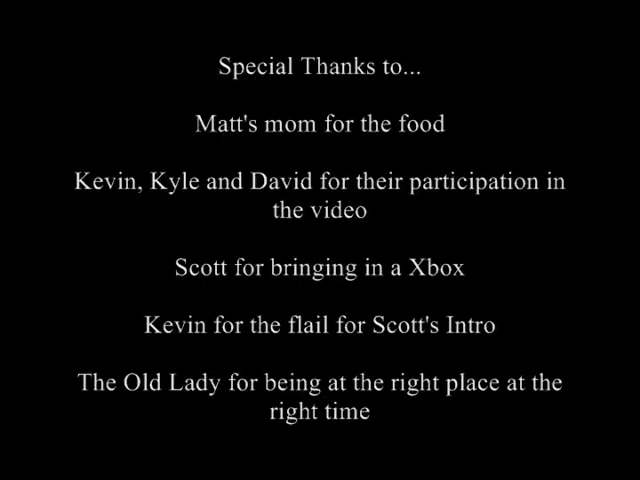 Special Thanks to...
Matt's mom for the food
Kevin, Kyle and David for their participation in
the video
Scott for bringing in a Xbox
Kevin for the flail for Scott's Intro
The Old Lady for being at the right place at the
right time